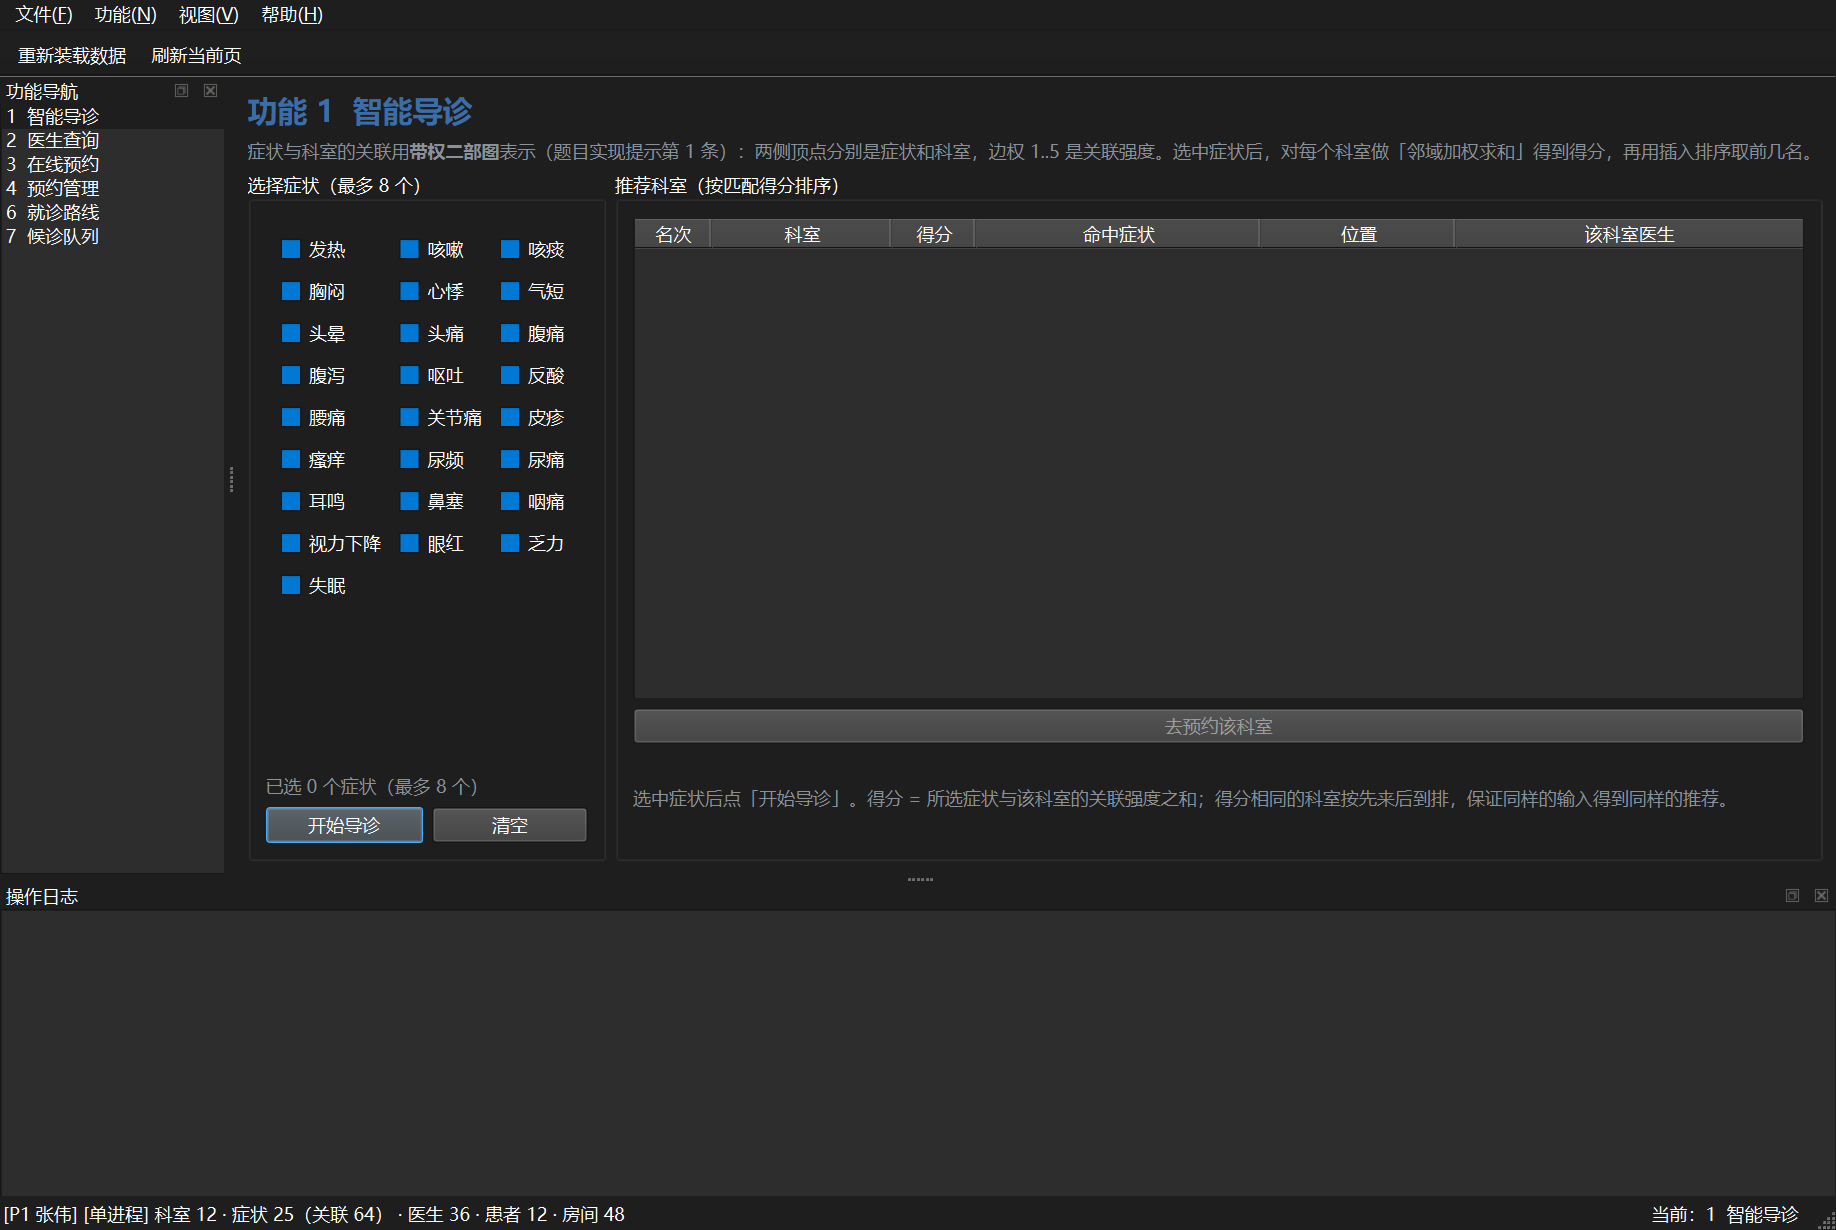 文件(F) 功能(N) 视图(V) 帮助(H)
重新装载数据 刷新当前页
功能导航
1 智能导诊
2 医生查询
3 在线预约
4 预约管理
6 就诊路线
7 候诊队列
功能 1 智能导诊
症状与科室的关联用带权二部图表示（题目实现提示第 1 条）：两侧顶点分别是症状和科室，边权 1..5 是关联强度。选中症状后，对每个科室做「邻域加权求和」得到得分，再用插入排序取前几名。
选择症状（最多 8 个）
发热 咳嗽 咳痰
胸闷 心悸 气短
头晕 头痛 腹痛
腹泻 呕吐 反酸
腰痛 关节痛 皮疹
瘙痒 尿频 尿痛
耳鸣 鼻塞 咽痛
视力下降 眼红 乏力
失眠
已选 0 个症状（最多 8 个）
开始导诊 清空
推荐科室（按匹配得分排序）
名次 科室 得分 命中症状 位置 该科室医生
去预约该科室
选中症状后点「开始导诊」。得分 = 所选症状与该科室的关联强度之和；得分相同的科室按先来后到排，保证同样的输入得到同样的推荐。
操作日志
[P1 张伟] [单进程] 科室 12 · 症状 25（关联 64） · 医生 36 · 患者 12 · 房间 48
当前：1 智能导诊